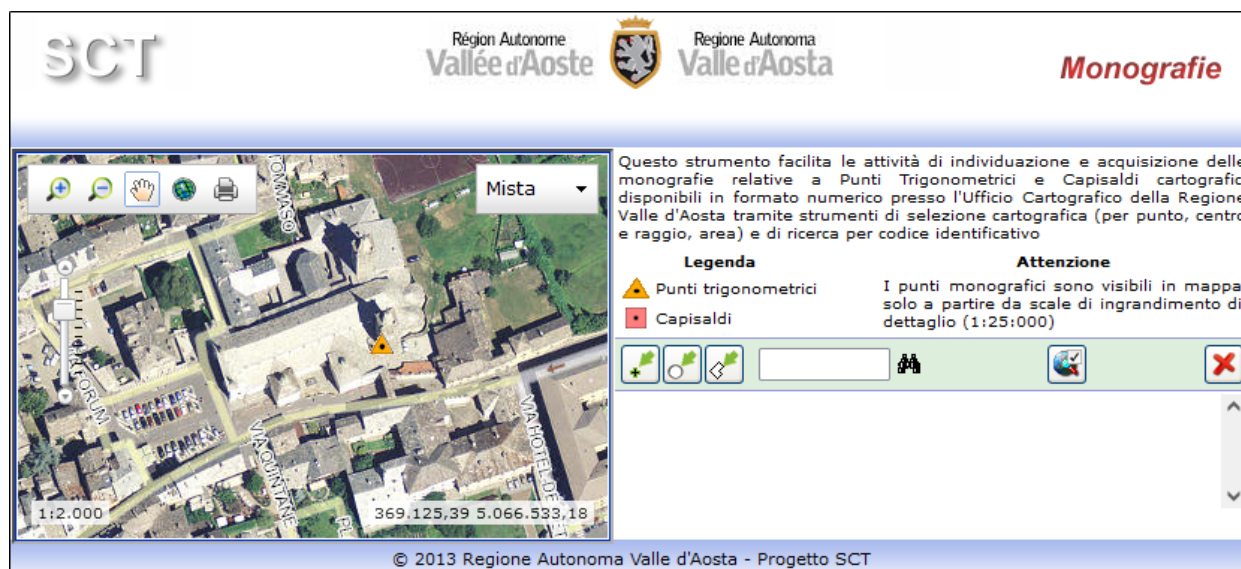 SCT
Région Autonome
Vallée d'Aoste
Regione Autonoma
Valle d'Aosta
Monografie
Mista
TOMMASO
FORUM
VIA QUINTANE
VIA HOTEL-DE
1:2.000
369.125,39 5.066.533,18
Questo strumento facilita le attività di individuazione e acquisizione delle
monografie relative a Punti Trigonometrici e Capisaldi cartografic
disponibili in formato numerico presso l'Ufficio Cartografico della Regione
Valle d'Aosta tramite strumenti di selezione cartografica (per punto, centro
e raggio, area) e di ricerca per codice identificativo
Legenda
Punti trigonometrici
Capisaldi
Attenzione
I punti monografici sono visibili in mappa
solo a partire da scale di ingrandimento di
dettaglio (1:25:000)
© 2013 Regione Autonoma Valle d'Aosta - Progetto SCT